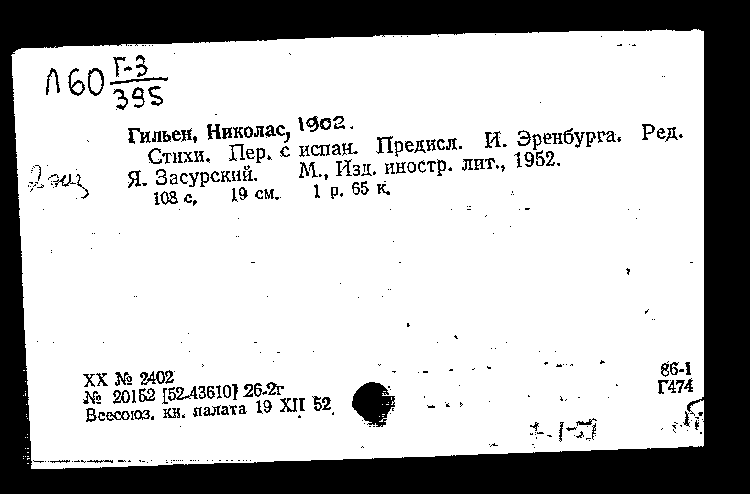 Л60 Г-3
395
Гильен, Николас, 1902.
Стихи. Пер. с испан. Предисл. И. Эренбурга. Ред.
Я. Засурский. М., Изд. иностр. лит., 1952.
2 экз
108 с, 19 см. 1 р. 65 к.
XX № 2402
№ 20152 [52-43610] 26-2г
Всесоюз. кн. палата 19 XII 52
86-1
Г474